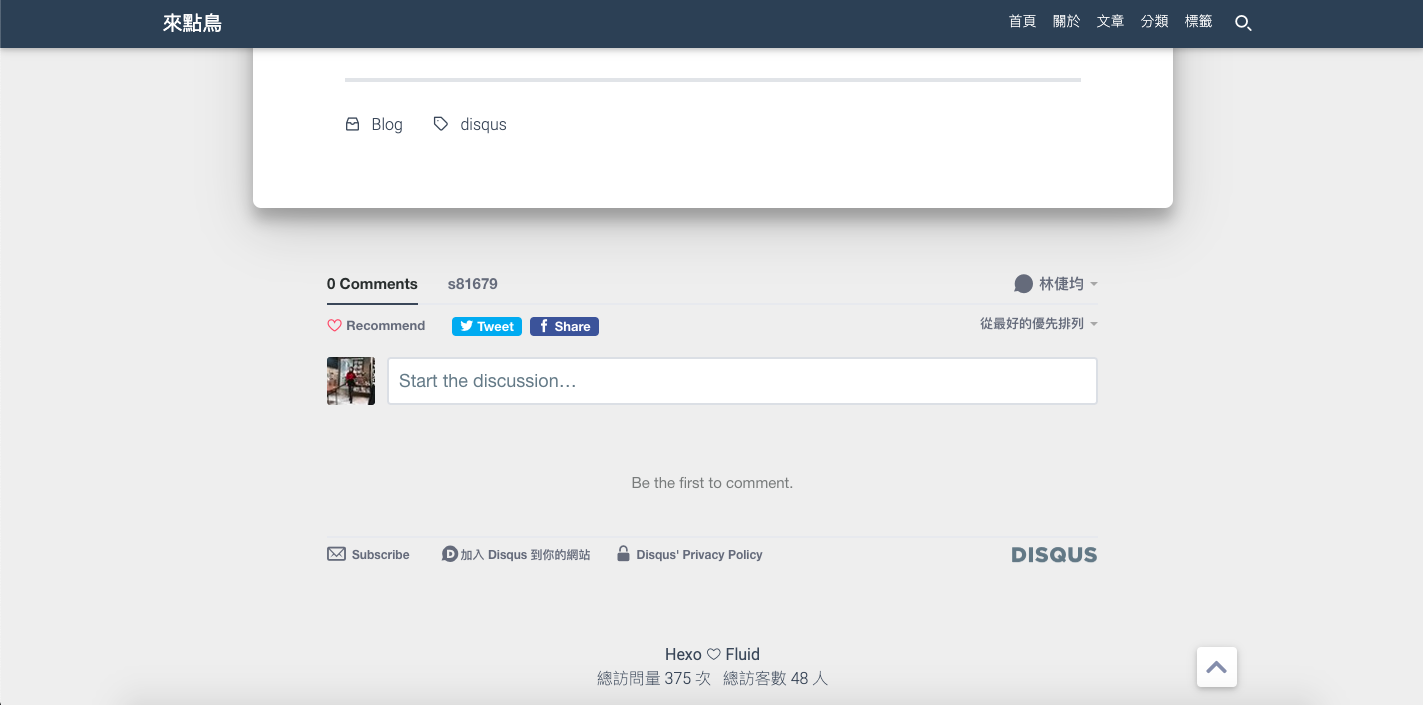 來點鳥 首頁 關於 文章 分類 標籤
Blog disqus
0 Comments s81679 林倢均
Recommend Tweet Share 從最好的優先排列
Start the discussion…
Be the first to comment.
Subscribe 加入 Disqus 到你的網站 Disqus' Privacy Policy DISQUS
Hexo Fluid
總訪問量 375 次 總訪客數 48 人